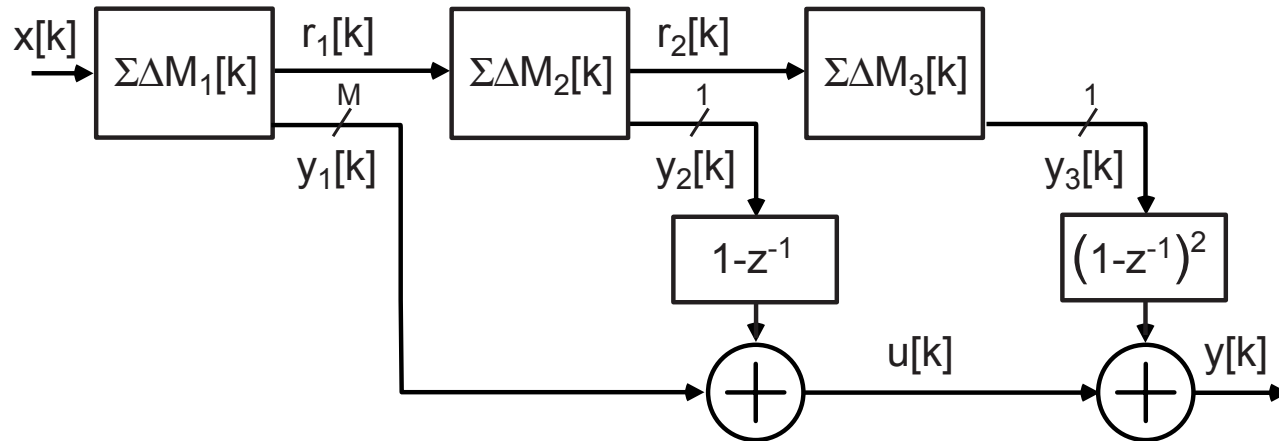 x[k]
ΣΔM₁[k]
r₁[k]
ΣΔM₂[k]
r₂[k]
ΣΔM₃[k]
M
1
1
y₁[k]
y₂[k]
y₃[k]
1-z⁻¹
(1-z⁻¹)²
u[k]
y[k]